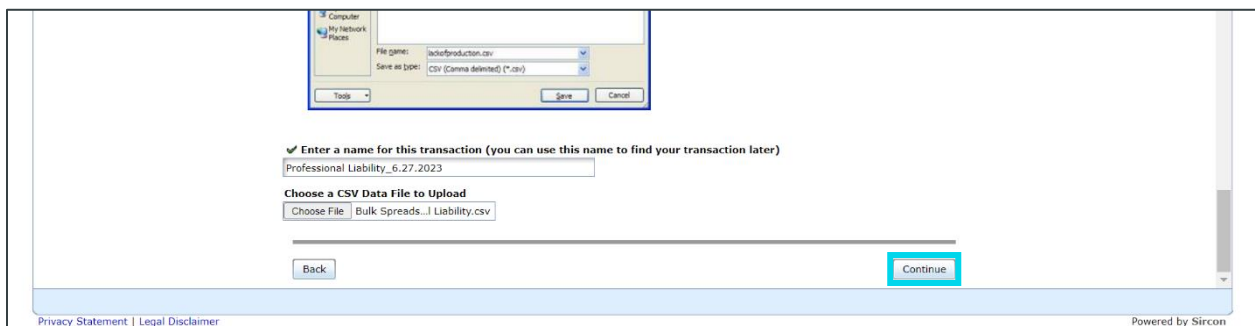 Computer
My Network
Places
File name:
lackofproduction.csv
Save as type:
CSV (Comma delimited) (*.csv)
Tools
Save
Cancel
Enter a name for this transaction (you can use this name to find your transaction later)
Professional Liability_6.27.2023
Choose a CSV Data File to Upload
Choose File Bulk Spreads...l Liability.csv
Back
Continue
Privacy Statement | Legal Disclaimer
Powered by Sircon